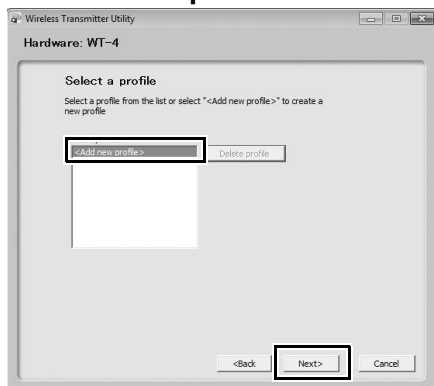 Wireless Transmitter Utility
Hardware: WT-4
Select a profile
Select a profile from the list or select "<Add new profile>" to create a
new profile
<Add new profile>
Delete profile
<Back
Next>
Cancel